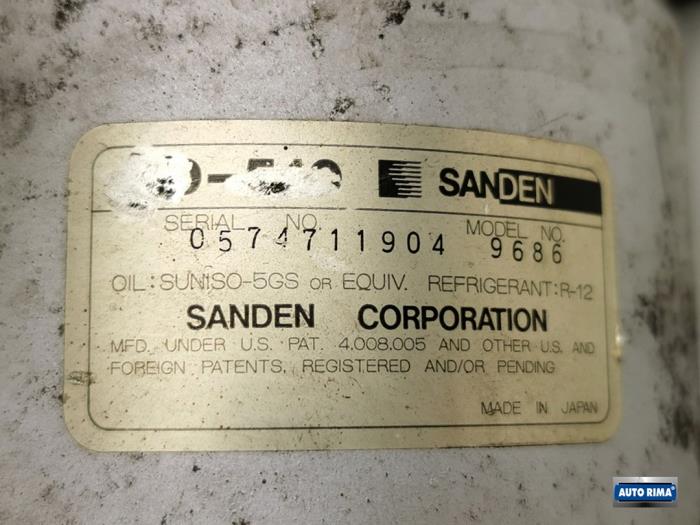 SANDEN
SERIAL NO.
MODEL NO.
0574711904
9686
OIL: SUNISO-5GS OR EQUIV. REFRIGERANT: R-12
SANDEN CORPORATION
MFD. UNDER U.S. PAT. 4.008.005 AND OTHER U.S. AND
FOREIGN PATENTS, REGISTERED AND/OR PENDING
MADE IN JAPAN
AUTO RIMA®